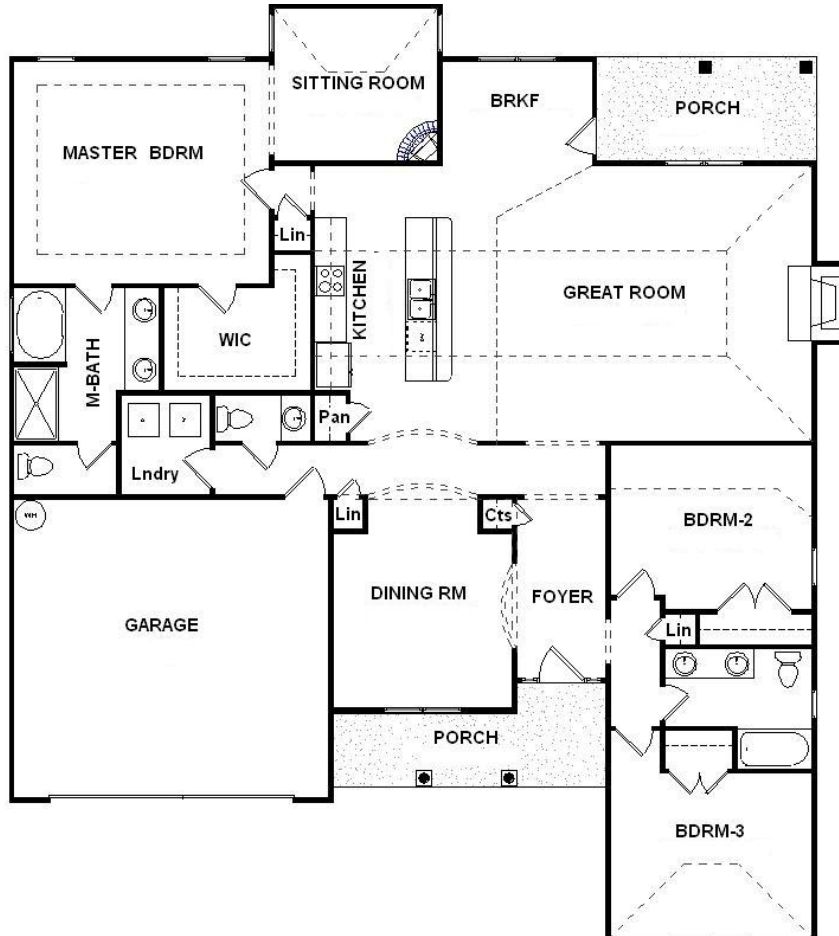 SITTING ROOM
BRKF
PORCH
MASTER BDRM
Lin
KITCHEN
GREAT ROOM
WIC
M-BATH
Pan
Lndry
Lin
Cts
WH
BDRM-2
DINING RM
FOYER
GARAGE
Lin
PORCH
BDRM-3